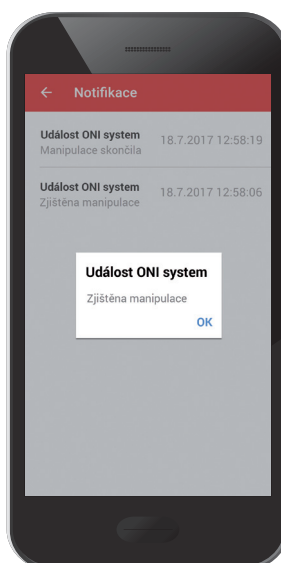 Notifikace
Událost ONI system 18.7.2017 12:58:19
Manipulace skončila
Událost ONI system 18.7.2017 12:58:06
Zjištěna manipulace
Událost ONI system
Zjištěna manipulace
OK